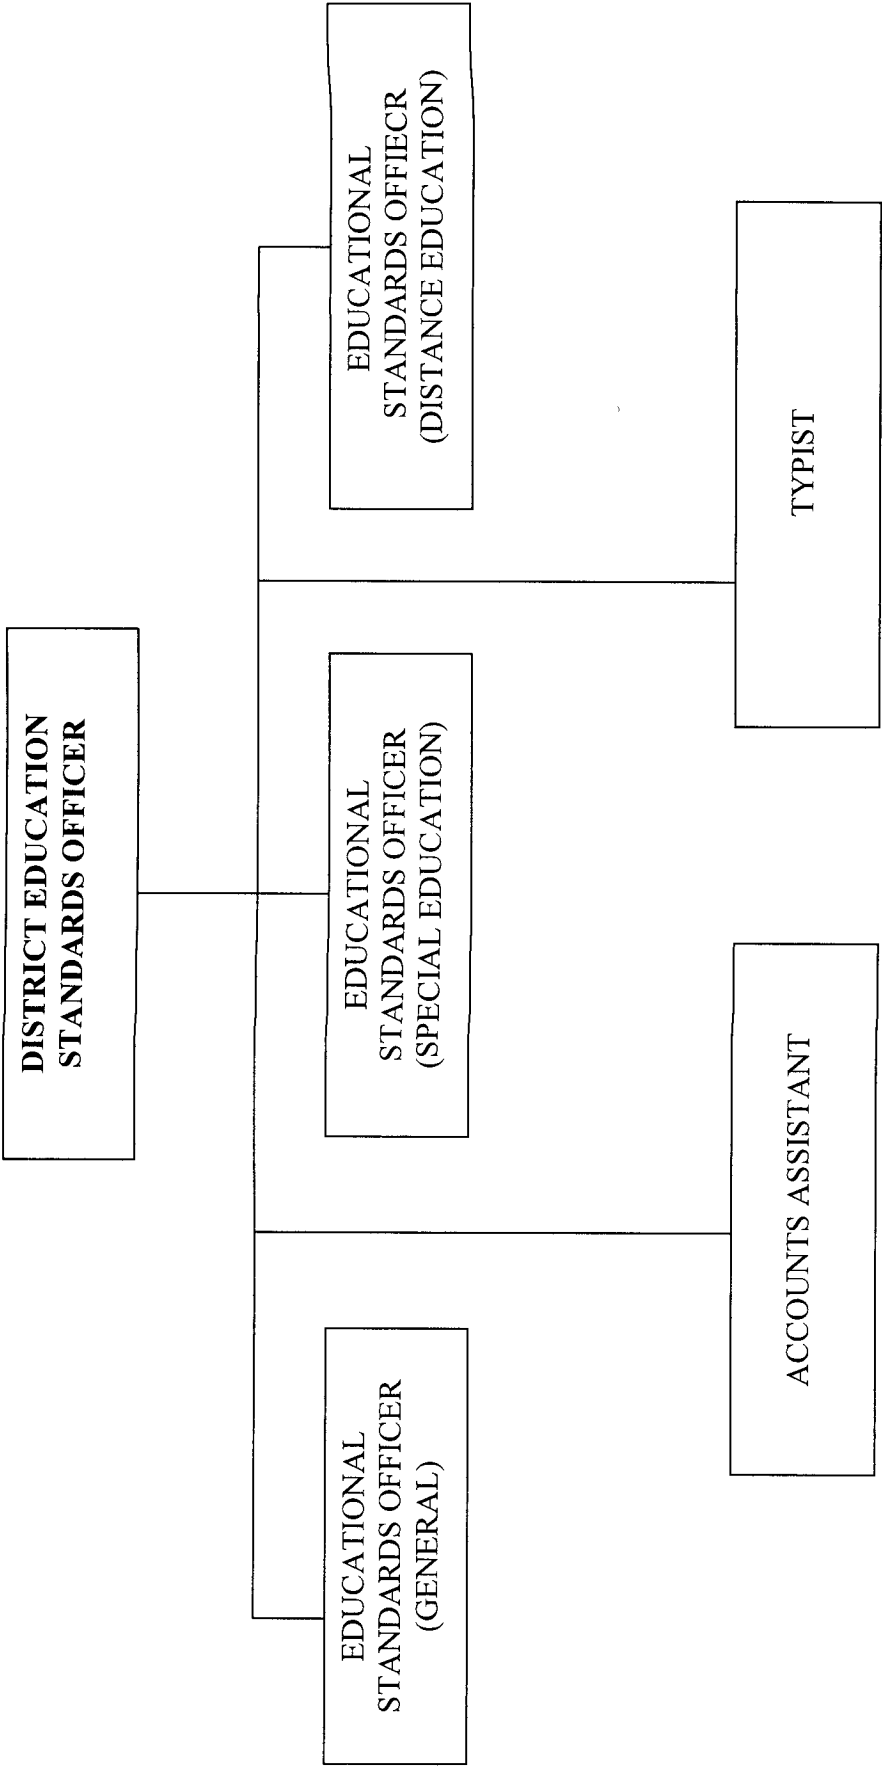 DISTRICT EDUCATION
STANDARDS OFFICER
EDUCATIONAL
STANDARDS OFFICER
(GENERAL)
EDUCATIONAL
STANDARDS OFFICER
(SPECIAL EDUCATION)
EDUCATIONAL
STANDARDS OFFIECR
(DISTANCE EDUCATION)
ACCOUNTS ASSISTANT
TYPIST